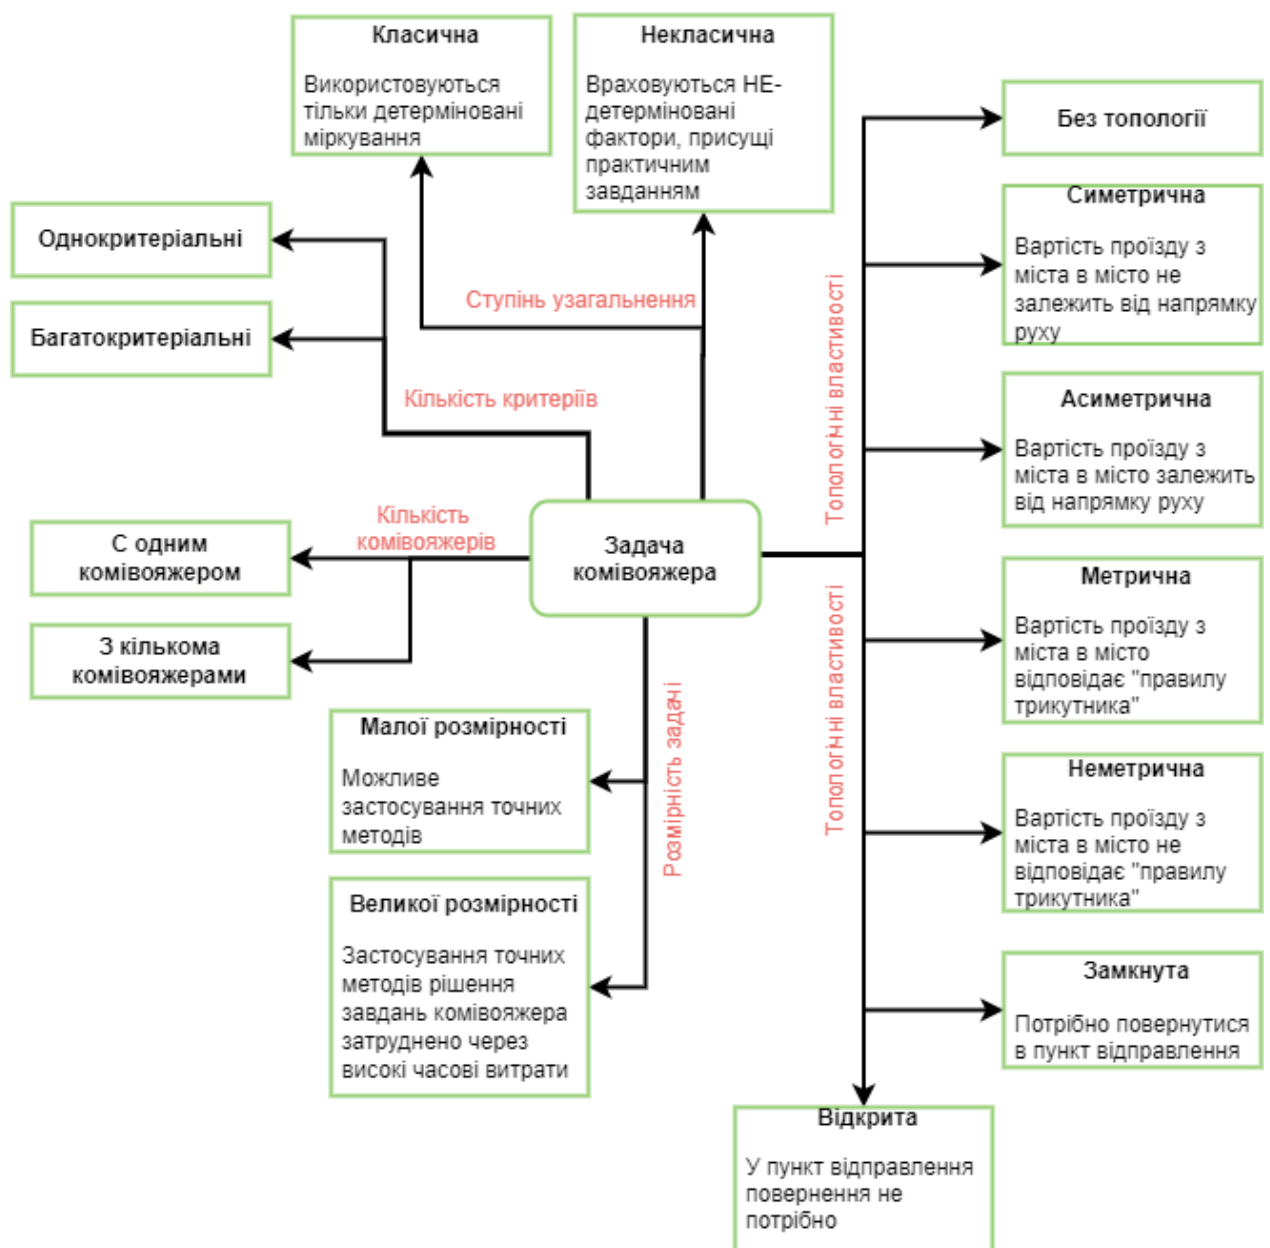 Класична
Використовуються
тільки детерміновані
міркування
Некласична
Враховуються НЕ-
детерміновані
фактори, присущі
практичним
завданням
Без топології
Симетрична
Вартість проїзду з
міста в місто не
залежить від напрямку
руху
Однокритеріальні
Багатокритеріальні
Ступінь узагальнення
Кількість критеріїв
Топологічні властивості
Асиметрична
Вартість проїзду з
міста в місто залежить
від напрямку руху
Кількість
комівояжерів
С одним
комівояжером
З кількома
комівояжерами
Задача
комівояжера
Метрична
Вартість проїзду з
міста в місто
відповідає "правилу
трикутника"
Топологічні властивості
Розмірність задачі
Малої розмірності
Можливе
застосування точних
методів
Неметрична
Вартість проїзду з
міста в місто не
відповідає "правилу
трикутника"
Великої розмірності
Застосування точних
методів рішення
завдань комівояжера
затруднено через
високі часові витрати
Замкнута
Потрібно повернутися
в пункт відправлення
Відкрита
У пункт відправлення
повернення не
потрібно